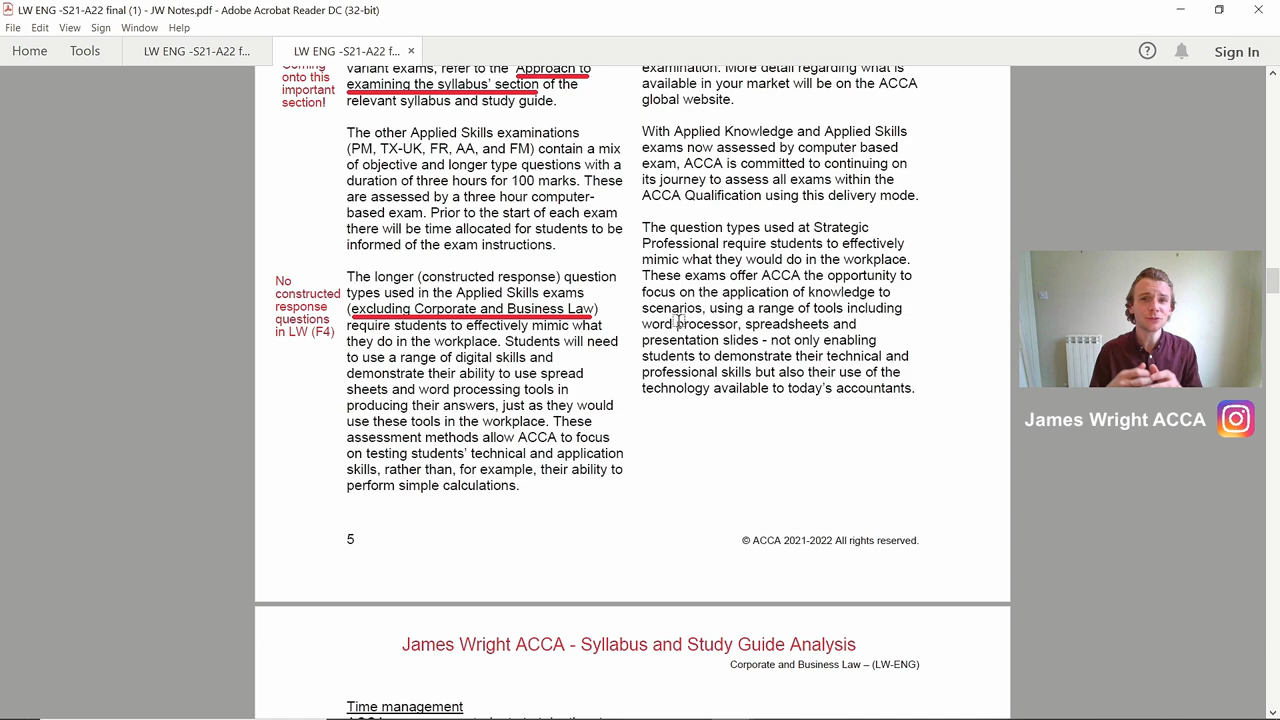 LW ENG -S21-A22 final (1) - JW Notes.pdf - Adobe Acrobat Reader DC (32-bit)
File Edit View Sign Window Help
Home Tools LW ENG -S21-A22 f... LW ENG -S21-A22 f... × Sign In
Coming
onto this
important
section!
variant exams, refer to the 'Approach to
examining the syllabus' section of the
relevant syllabus and study guide.
The other Applied Skills examinations
(PM, TX-UK, FR, AA, and FM) contain a mix
of objective and longer type questions with a
duration of three hours for 100 marks. These
are assessed by a three hour computer-
based exam. Prior to the start of each exam
there will be time allocated for students to be
informed of the exam instructions.
No
constructed
response
questions
in LW (F4)
The longer (constructed response) question
types used in the Applied Skills exams
(excluding Corporate and Business Law)
require students to effectively mimic what
they do in the workplace. Students will need
to use a range of digital skills and
demonstrate their ability to use spread
sheets and word processing tools in
producing their answers, just as they would
use these tools in the workplace. These
assessment methods allow ACCA to focus
on testing students' technical and application
skills, rather than, for example, their ability to
perform simple calculations.
examination. More detail regarding what is
available in your market will be on the ACCA
global website.
With Applied Knowledge and Applied Skills
exams now assessed by computer based
exam, ACCA is committed to continuing on
its journey to assess all exams within the
ACCA Qualification using this delivery mode.
The question types used at Strategic
Professional require students to effectively
mimic what they would do in the workplace.
These exams offer ACCA the opportunity to
focus on the application of knowledge to
scenarios, using a range of tools including
word processor, spreadsheets and
presentation slides - not only enabling
students to demonstrate their technical and
professional skills but also their use of the
technology available to today's accountants.
James Wright ACCA
5
© ACCA 2021-2022 All rights reserved.
James Wright ACCA - Syllabus and Study Guide Analysis
Corporate and Business Law – (LW-ENG)
Time management